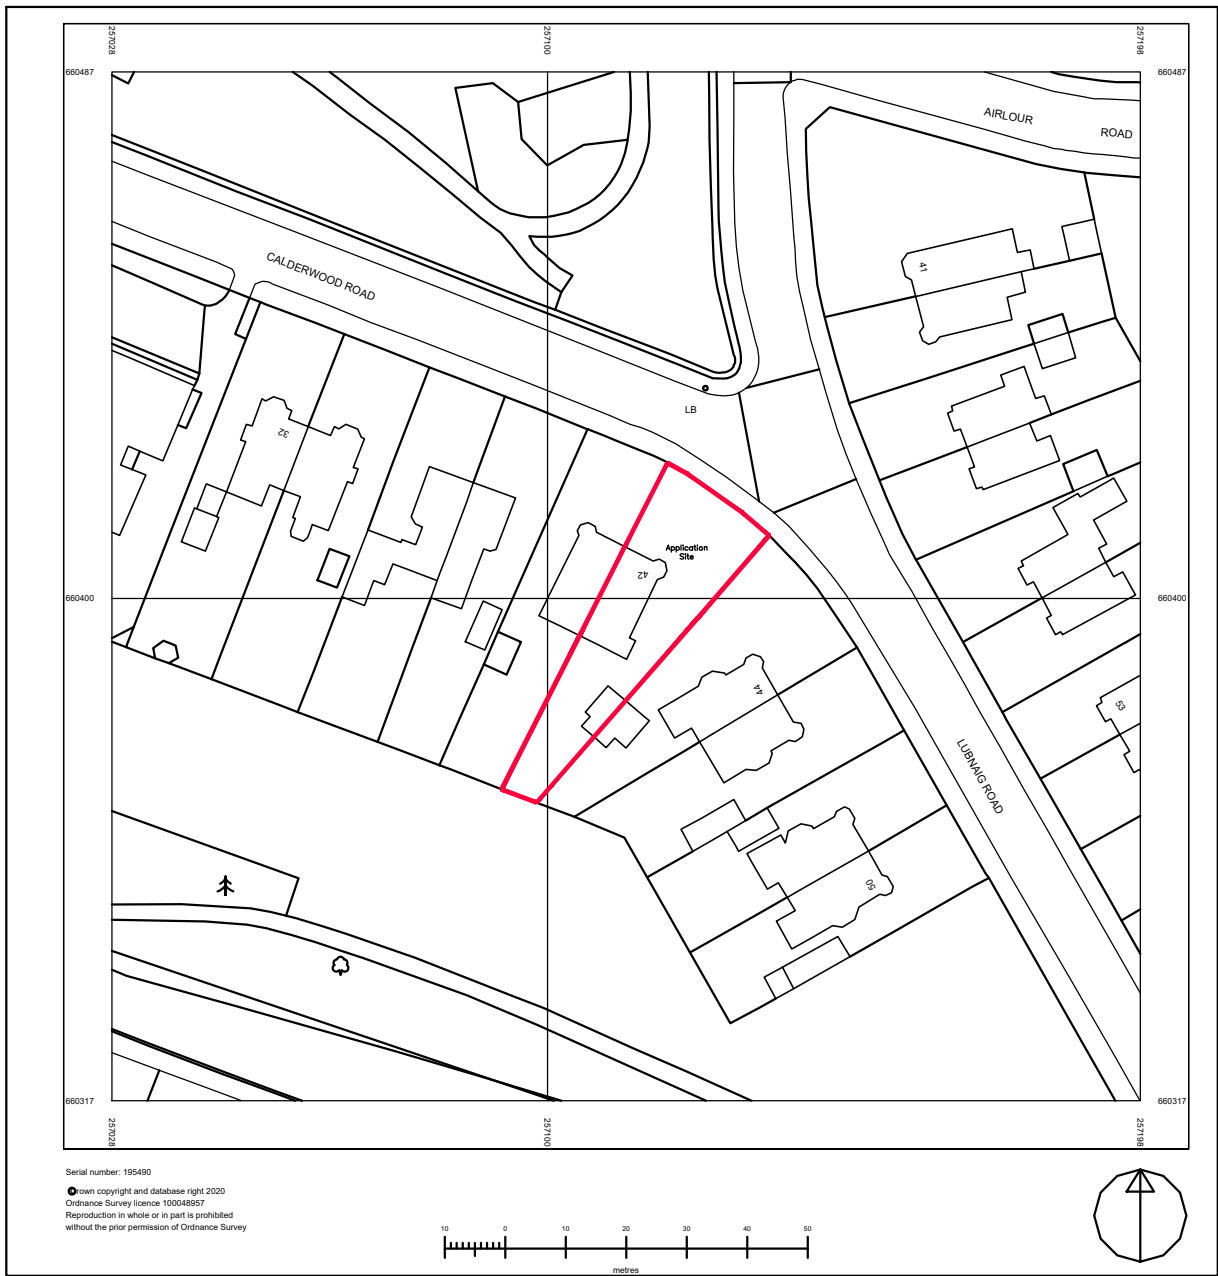 257028
257100
257198
660487
660487
AIRLOUR
ROAD
CALDERWOOD ROAD
41
LB
32
Application
Site
42
660400
660400
44
53
LUBNAIG ROAD
50
660317
660317
257028
257100
257198
Serial number: 195490
©rown copyright and database right 2020
Ordnance Survey licence 100048957
Reproduction in whole or in part is prohibited
without the prior permission of Ordnance Survey
10 0 10 20 30 40 50
metres